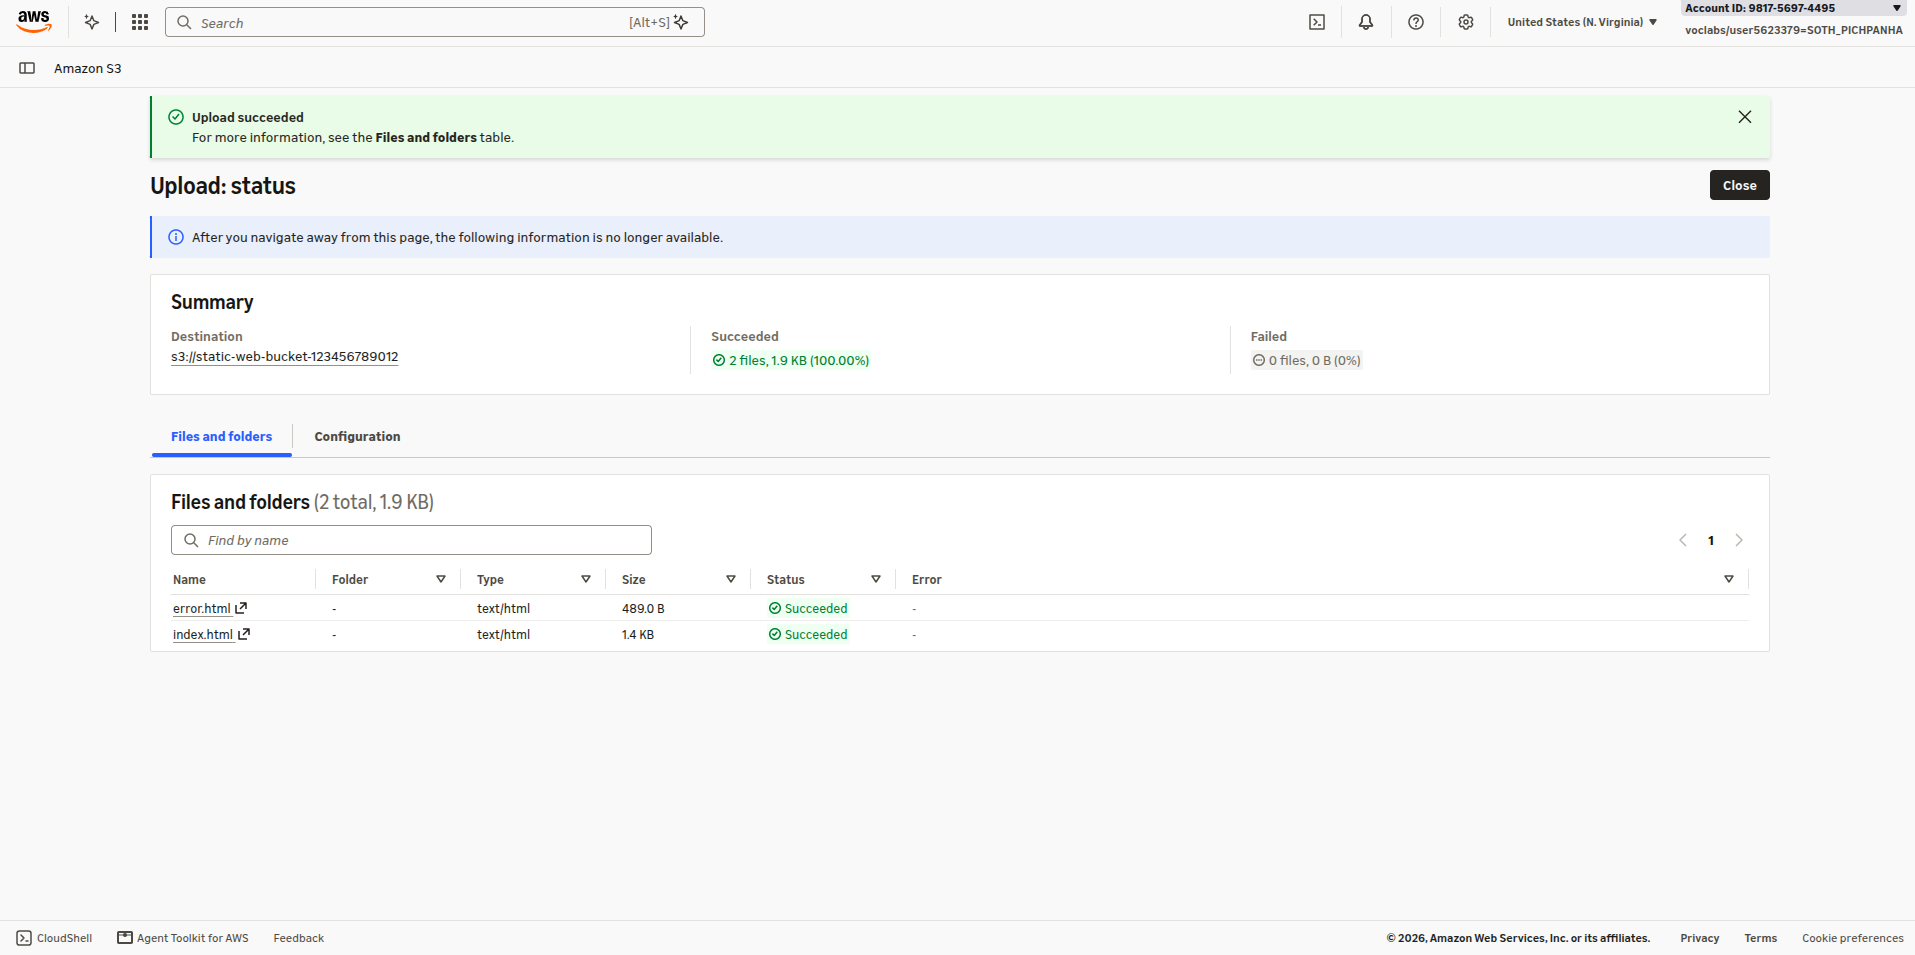 aws
Search [Alt+S]
United States (N. Virginia)
Account ID: 9817-5697-4495
voclabs/user5623379=SOTH_PICHPANHA
Amazon S3
Upload succeeded
For more information, see the Files and folders table.
Upload: status
Close
After you navigate away from this page, the following information is no longer available.
Summary
Destination Succeeded Failed
s3://static-web-bucket-123456789012 2 files, 1.9 KB (100.00%) 0 files, 0 B (0%)
Files and folders Configuration
Files and folders (2 total, 1.9 KB)
Find by name 1
Name Folder Type Size Status Error
error.html - text/html 489.0 B Succeeded -
index.html - text/html 1.4 KB Succeeded -
CloudShell Agent Toolkit for AWS Feedback © 2026, Amazon Web Services, Inc. or its affiliates. Privacy Terms Cookie preferences